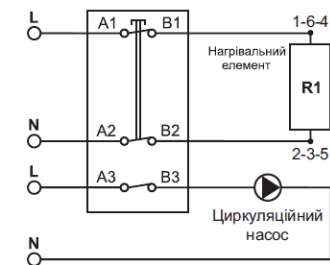 L A1 B1 1-6-4
Нагрівальний
елемент
R1
N A2 B2 2-3-5
L A3 B3
Циркуляційний
насос
N